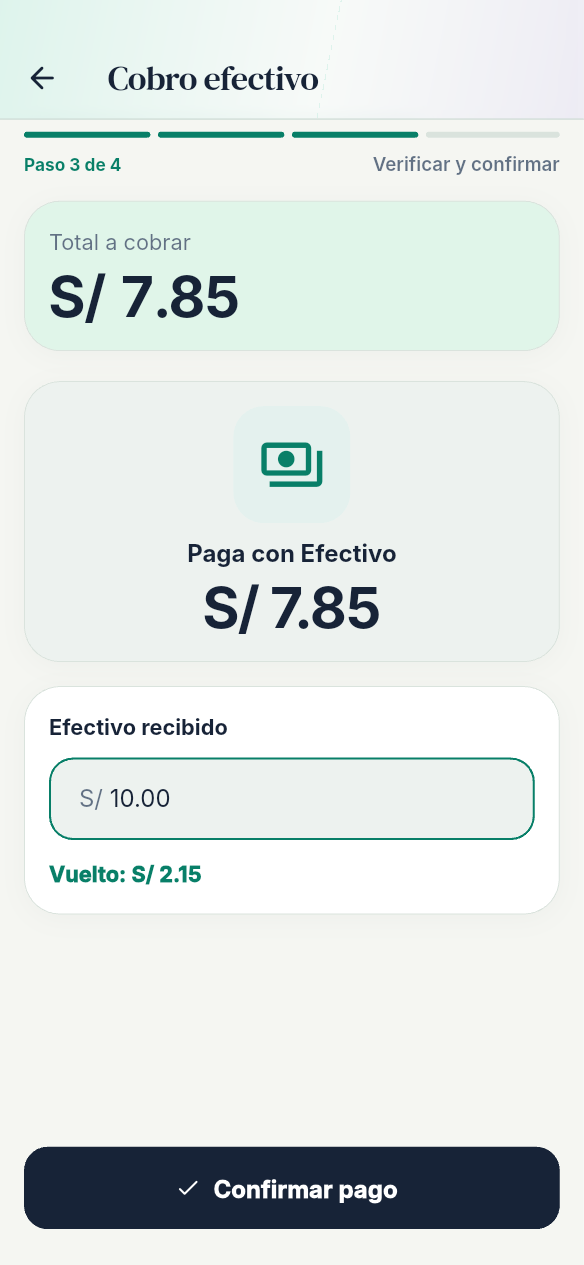 Cobro efectivo
Paso 3 de 4
Verificar y confirmar
Total a cobrar
S/ 7.85
Paga con Efectivo
S/ 7.85
Efectivo recibido
S/ 10.00
Vuelto: S/ 2.15
Confirmar pago